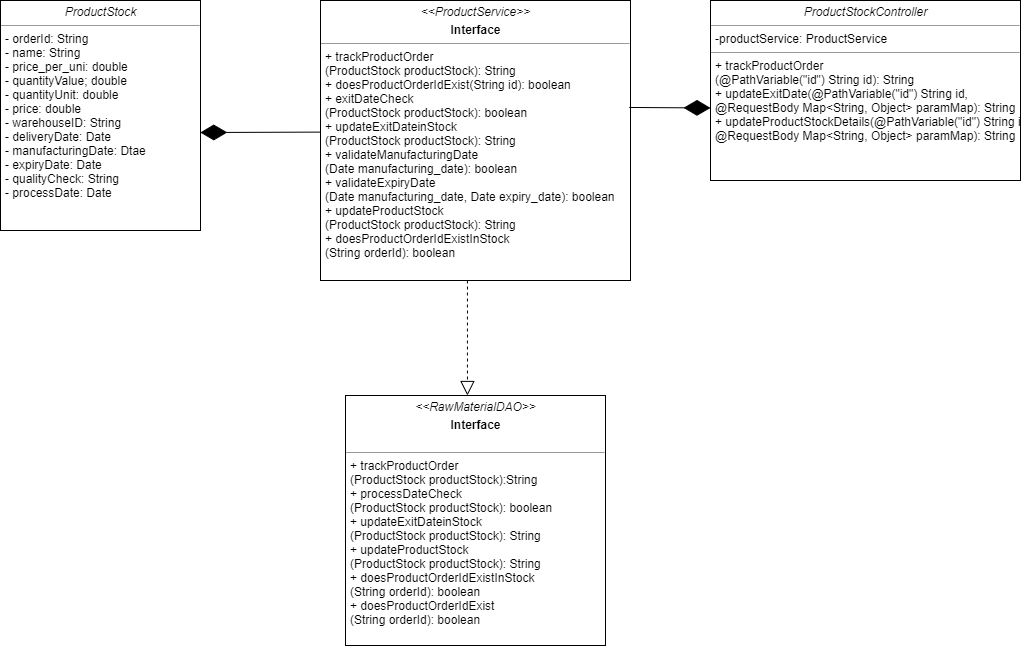 ProductStock
- orderId: String
- name: String
- price_per_uni: double
- quantityValue; double
- quantityUnit: double
- price: double
- warehouseID: String
- deliveryDate: Date
- manufacturingDate: Dtae
- expiryDate: Date
- qualityCheck: String
- processDate: Date
<<ProductService>>
Interface
+ trackProductOrder
(ProductStock productStock): String
+ doesProductOrderIdExist(String id): boolean
+ exitDateCheck
(ProductStock productStock): boolean
+ updateExitDateinStock
(ProductStock productStock): String
+ validateManufacturingDate
(Date manufacturing_date): boolean
+ validateExpiryDate
(Date manufacturing_date, Date expiry_date): boolean
+ updateProductStock
(ProductStock productStock): String
+ doesProductOrderIdExistInStock
(String orderId): boolean
ProductStockController
-productService: ProductService
+ trackProductOrder
(@PathVariable("id") String id): String
+ updateExitDate(@PathVariable("id") String id,
@RequestBody Map<String, Object> paramMap): String
+ updateProductStockDetails(@PathVariable("id") String i
@RequestBody Map<String, Object> paramMap): String
<<RawMaterialDAO>>
Interface
+ trackProductOrder
(ProductStock productStock):String
+ processDateCheck
(ProductStock productStock): boolean
+ updateExitDateinStock
(ProductStock productStock): String
+ updateProductStock
(ProductStock productStock): String
+ doesProductOrderIdExistInStock
(String orderId): boolean
+ doesProductOrderIdExist
(String orderId): boolean